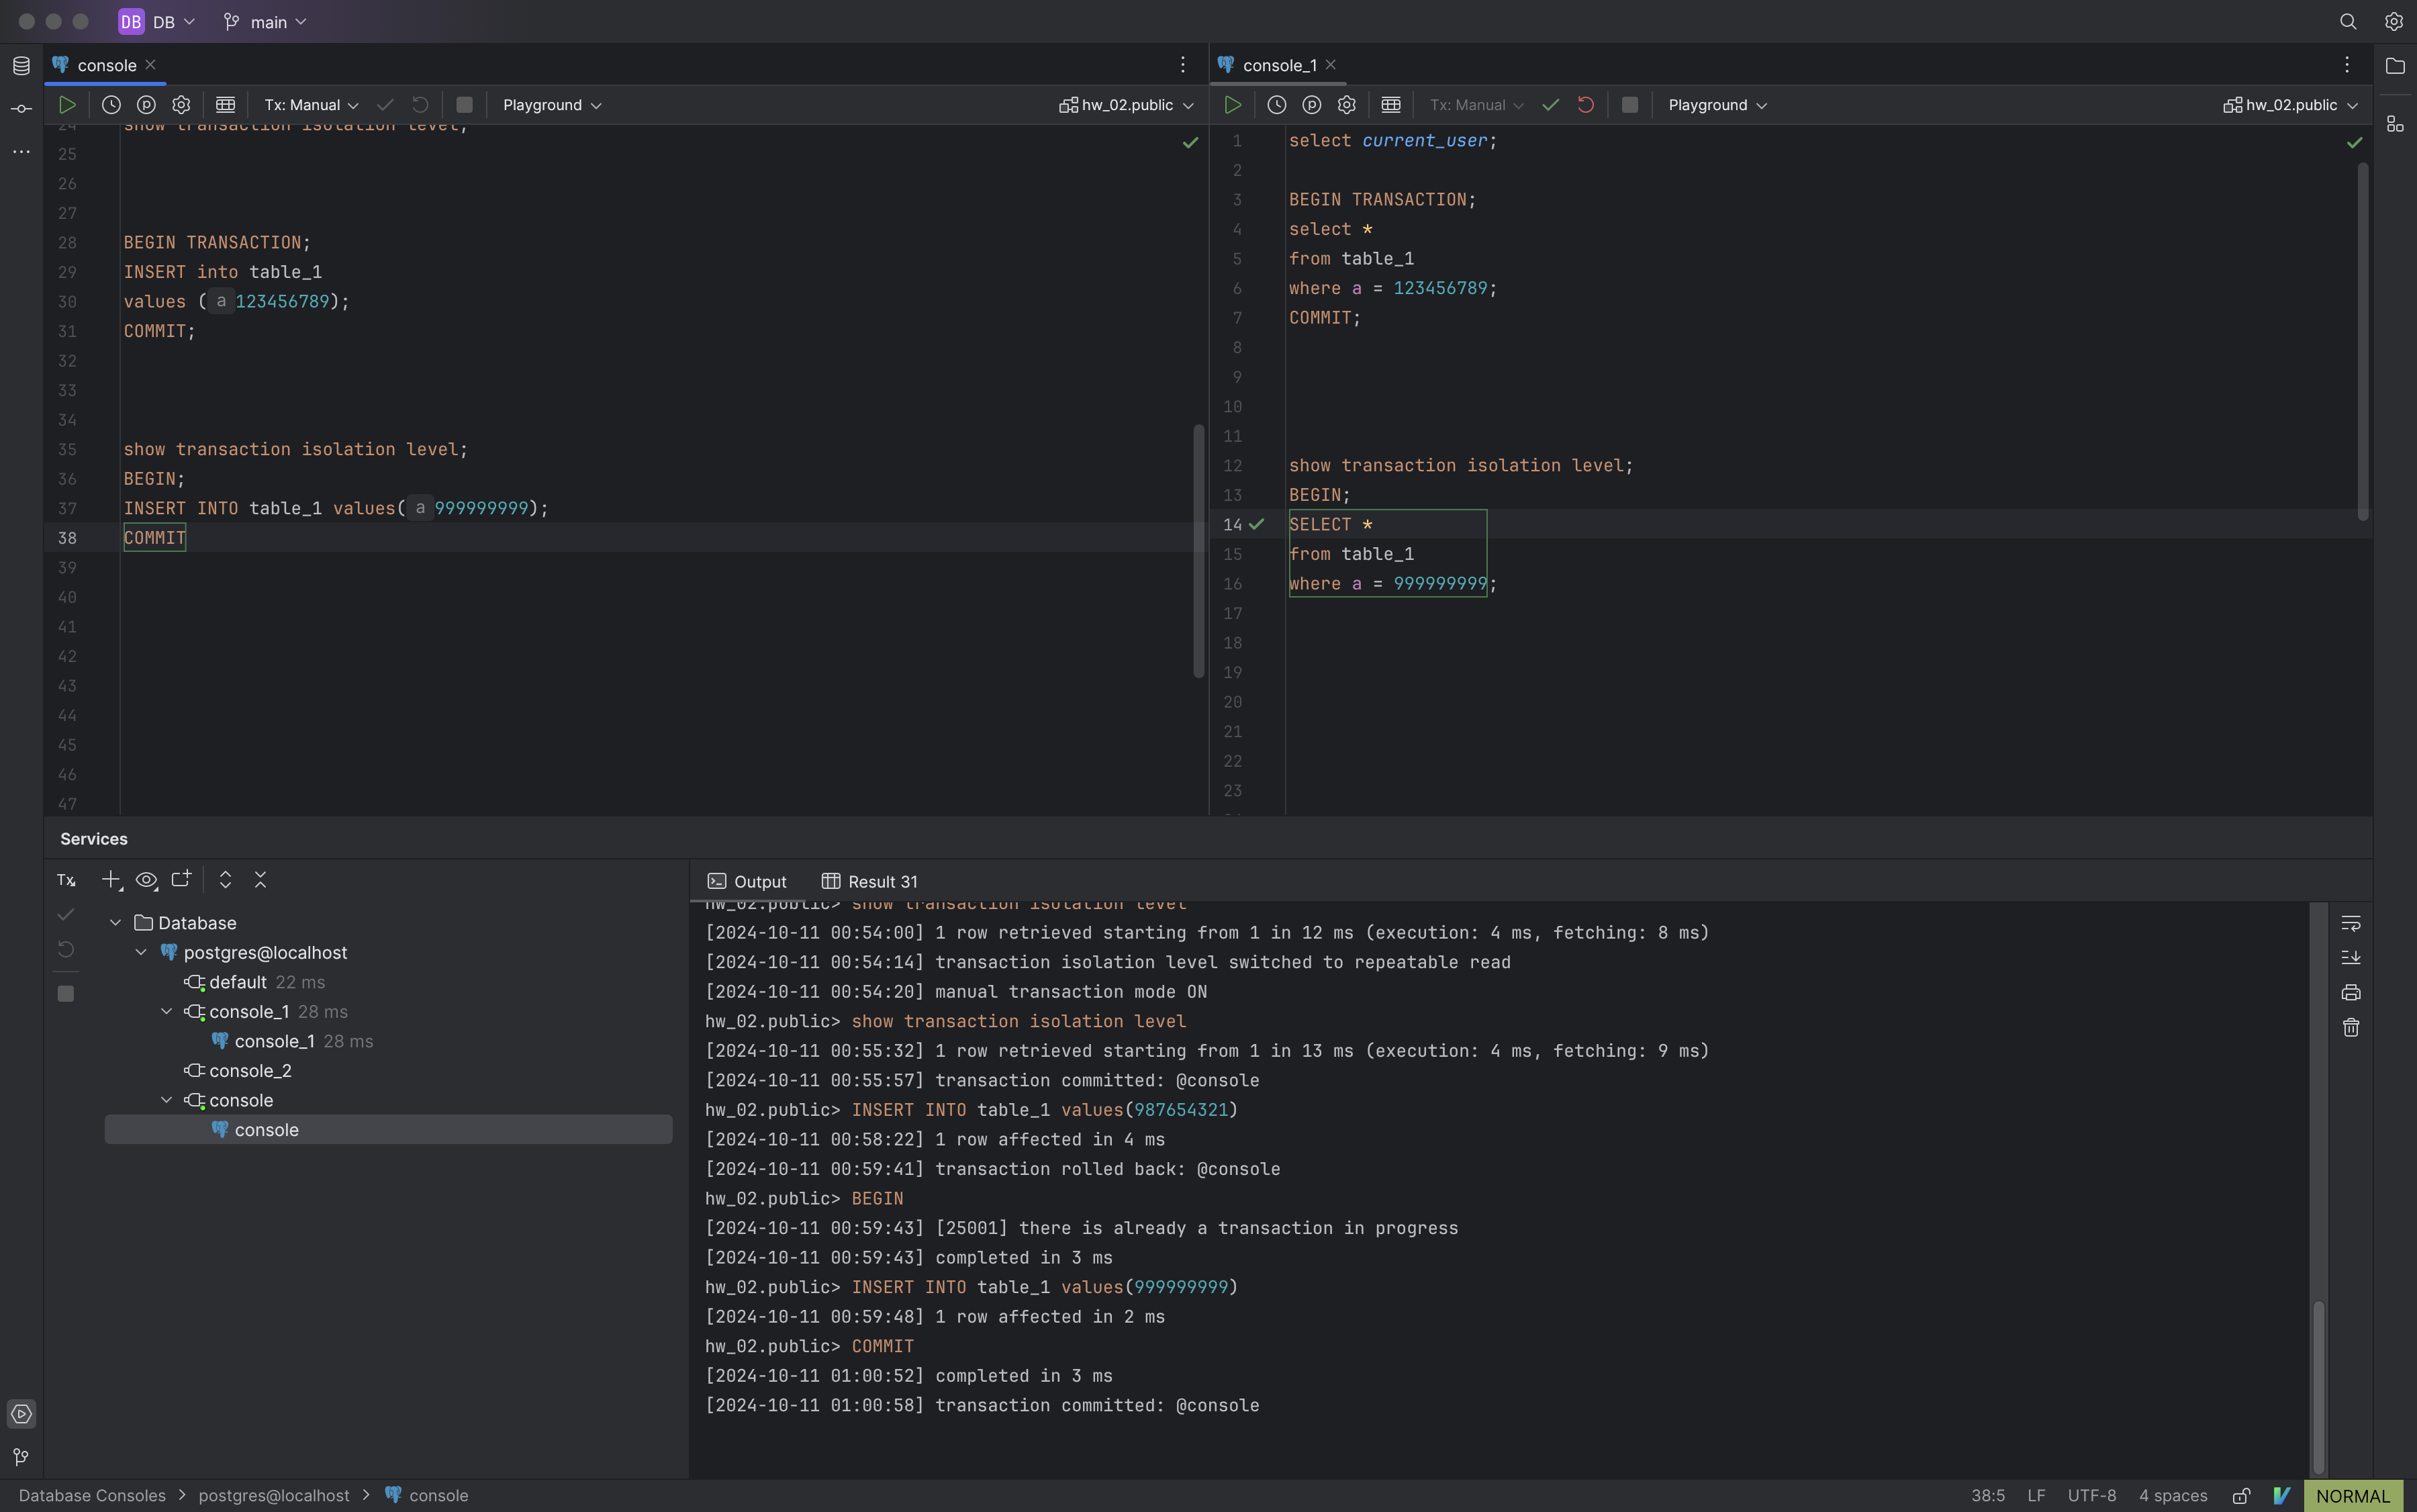 DB DB main
console
Tx: Manual Playground hw_02.public
24 show transaction isolation level;
25
26
27
28 BEGIN TRANSACTION;
29 INSERT into table_1
30 values ( a 123456789);
31 COMMIT;
32
33
34
35 show transaction isolation level;
36 BEGIN;
37 INSERT INTO table_1 values( a 999999999);
38 COMMIT
39
40
41
42
43
44
45
46
47
console_1
Tx: Manual Playground hw_02.public
1 select current_user;
2
3 BEGIN TRANSACTION;
4 select *
5 from table_1
6 where a = 123456789;
7 COMMIT;
8
9
10
11
12 show transaction isolation level;
13 BEGIN;
14 SELECT *
15 from table_1
16 where a = 999999999;
17
18
19
20
21
22
23
Services
Tx
Database
postgres@localhost
default 22 ms
console_1 28 ms
console_1 28 ms
console_2
console
console
Output Result 31
hw_02.public> show transaction isolation level
[2024-10-11 00:54:00] 1 row retrieved starting from 1 in 12 ms (execution: 4 ms, fetching: 8 ms)
[2024-10-11 00:54:14] transaction isolation level switched to repeatable read
[2024-10-11 00:54:20] manual transaction mode ON
hw_02.public> show transaction isolation level
[2024-10-11 00:55:32] 1 row retrieved starting from 1 in 13 ms (execution: 4 ms, fetching: 9 ms)
[2024-10-11 00:55:57] transaction committed: @console
hw_02.public> INSERT INTO table_1 values(987654321)
[2024-10-11 00:58:22] 1 row affected in 4 ms
[2024-10-11 00:59:41] transaction rolled back: @console
hw_02.public> BEGIN
[2024-10-11 00:59:43] [25001] there is already a transaction in progress
[2024-10-11 00:59:43] completed in 3 ms
hw_02.public> INSERT INTO table_1 values(999999999)
[2024-10-11 00:59:48] 1 row affected in 2 ms
hw_02.public> COMMIT
[2024-10-11 01:00:52] completed in 3 ms
[2024-10-11 01:00:58] transaction committed: @console
Database Consoles > postgres@localhost > console
38:5 LF UTF-8 4 spaces NORMAL